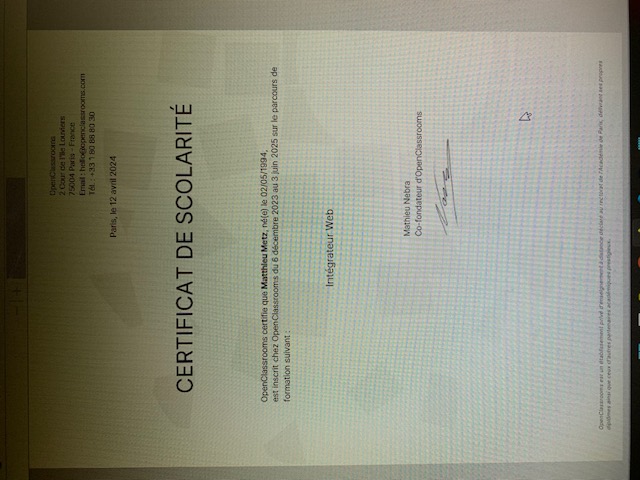 OpenClassrooms
2 Cour de l'Île Louviers
75004 Paris - France
Email : hello@openclassrooms.com
Tél. : +33 1 80 88 80 30
Paris, le 12 avril 2024
CERTIFICAT DE SCOLARITÉ
OpenClassrooms certifie que Matthieu Metz, né(e) le 02/05/1994,
est inscrit chez OpenClassrooms du 6 décembre 2023 au 3 juin 2025 sur le parcours de
formation suivant :
Intégrateur Web
Mathieu Nebra
Co-fondateur d'OpenClassrooms
OpenClassrooms est un établissement privé d'enseignement à distance déclaré au rectorat de l'Académie de Paris, délivrant ses propres
diplômes ainsi que ceux d'autres partenaires académiques prestigieux.